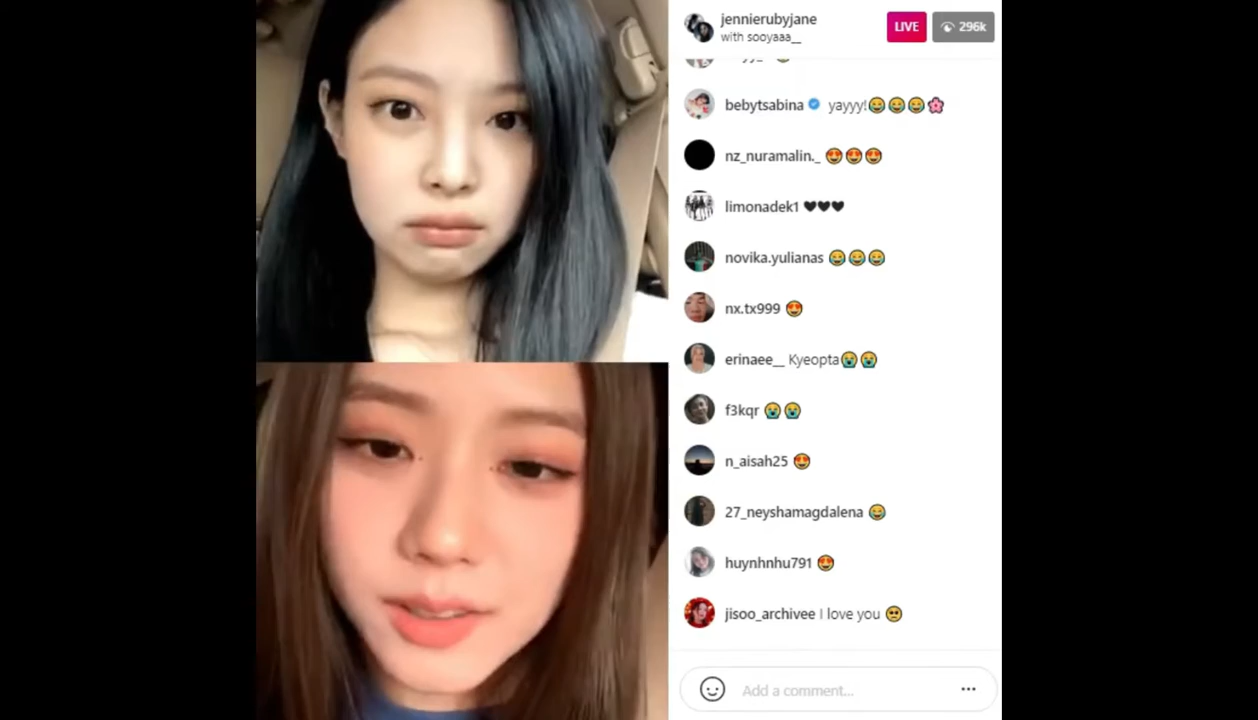 jennierubyjane
with sooyaaa__
LIVE
296k
bebytsabina yayyy!😂😂😂🌸
nz_nuramalin._ 😍😍😍
limonadek1 🖤🖤🖤
novika.yulianas 😂😂😂
nx.tx999 😍
erinaee__ Kyeopta😭😭
f3kqr 😭😭
n_aisah25 😍
27_neyshamagdalena 😂
huynhnhu791 😍
jisoo_archivee I love you 🥺
Add a comment...